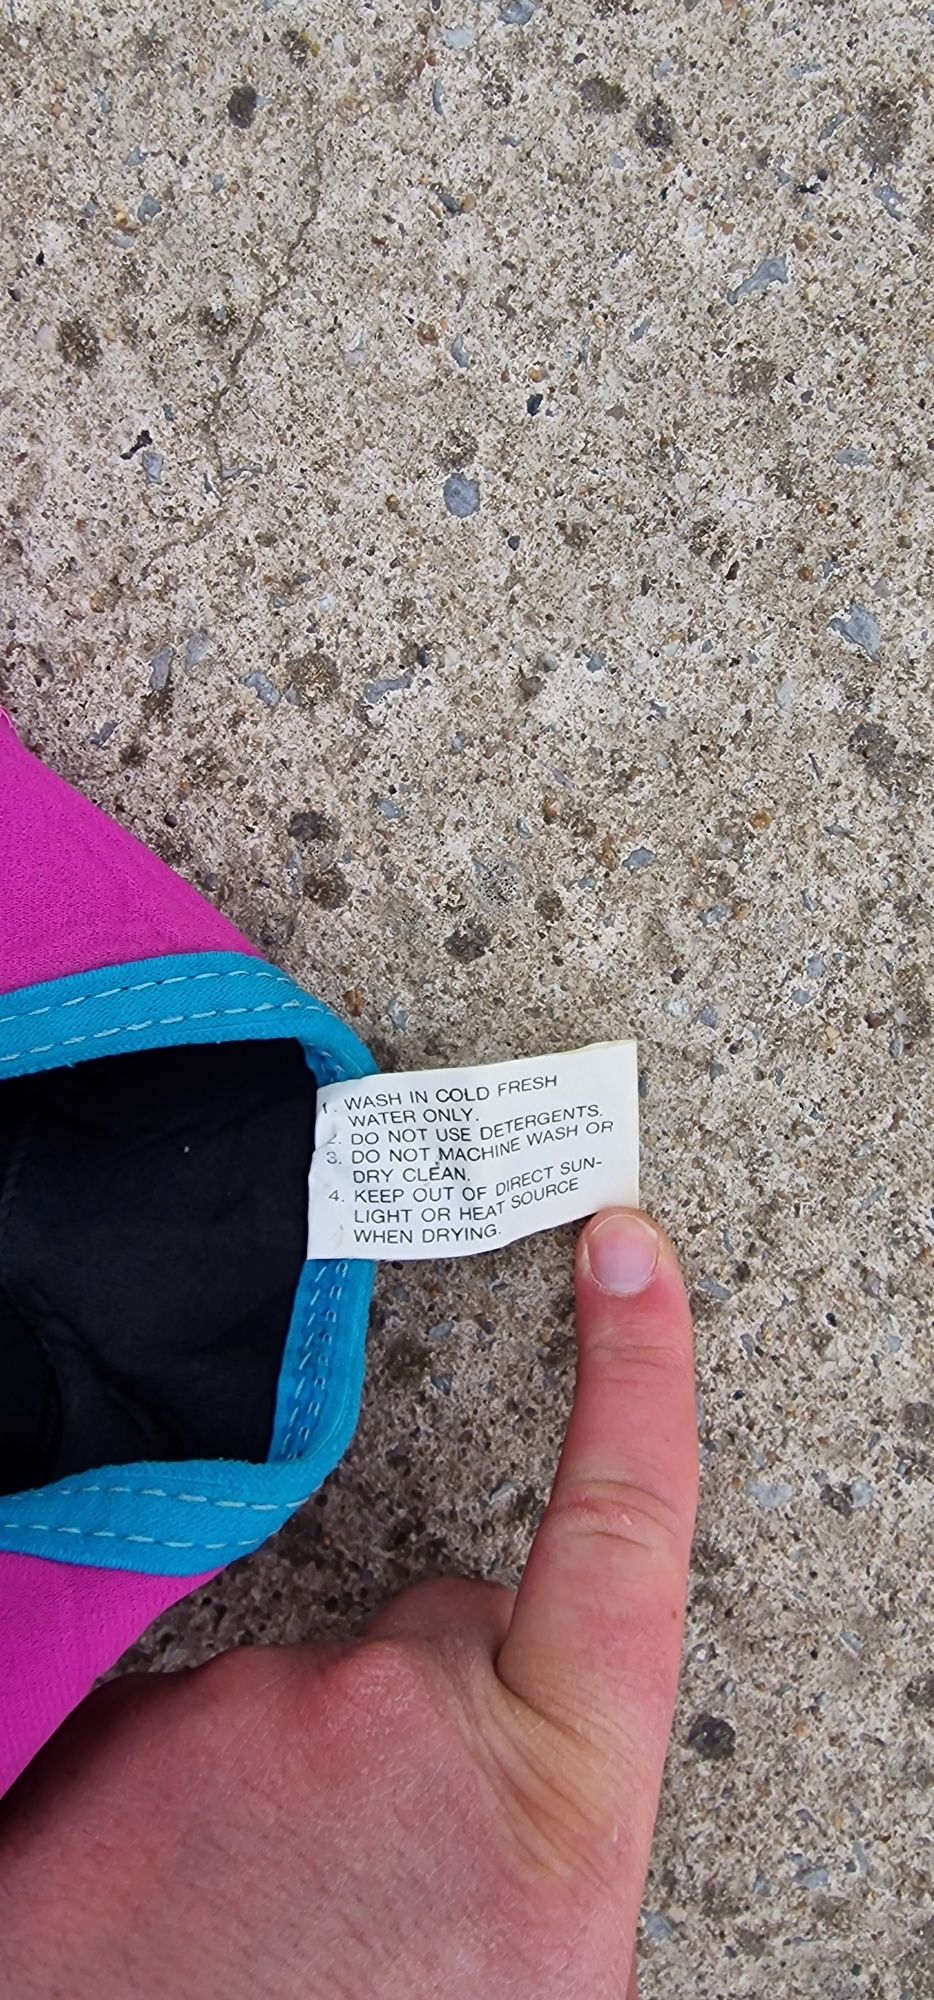 1. WASH IN COLD FRESH
WATER ONLY.
2. DO NOT USE DETERGENTS.
3. DO NOT MACHINE WASH OR
DRY CLEAN.
4. KEEP OUT OF DIRECT SUN-
LIGHT OR HEAT SOURCE
WHEN DRYING.